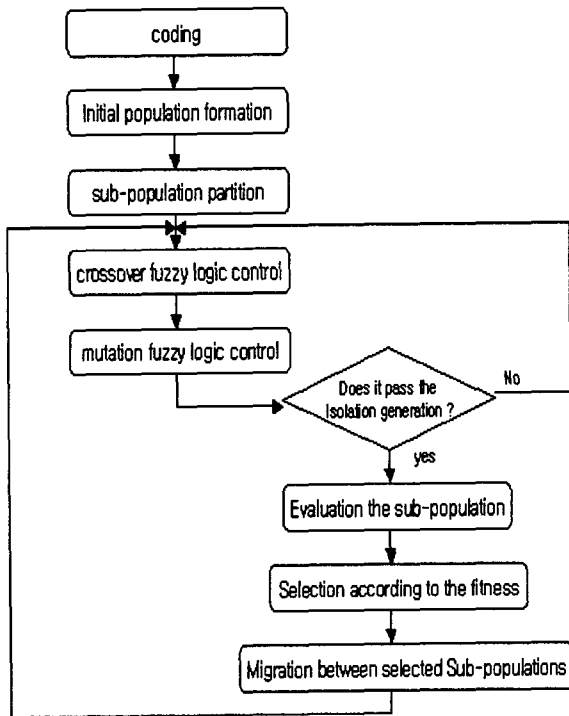 coding
Initial population formation
sub-population partition
crossover fuzzy logic control
mutation fuzzy logic control
Does it pass the
Isolation generation ?
No
yes
Evaluation the sub-population
Selection according to the fitness
Migration between selected Sub-populations